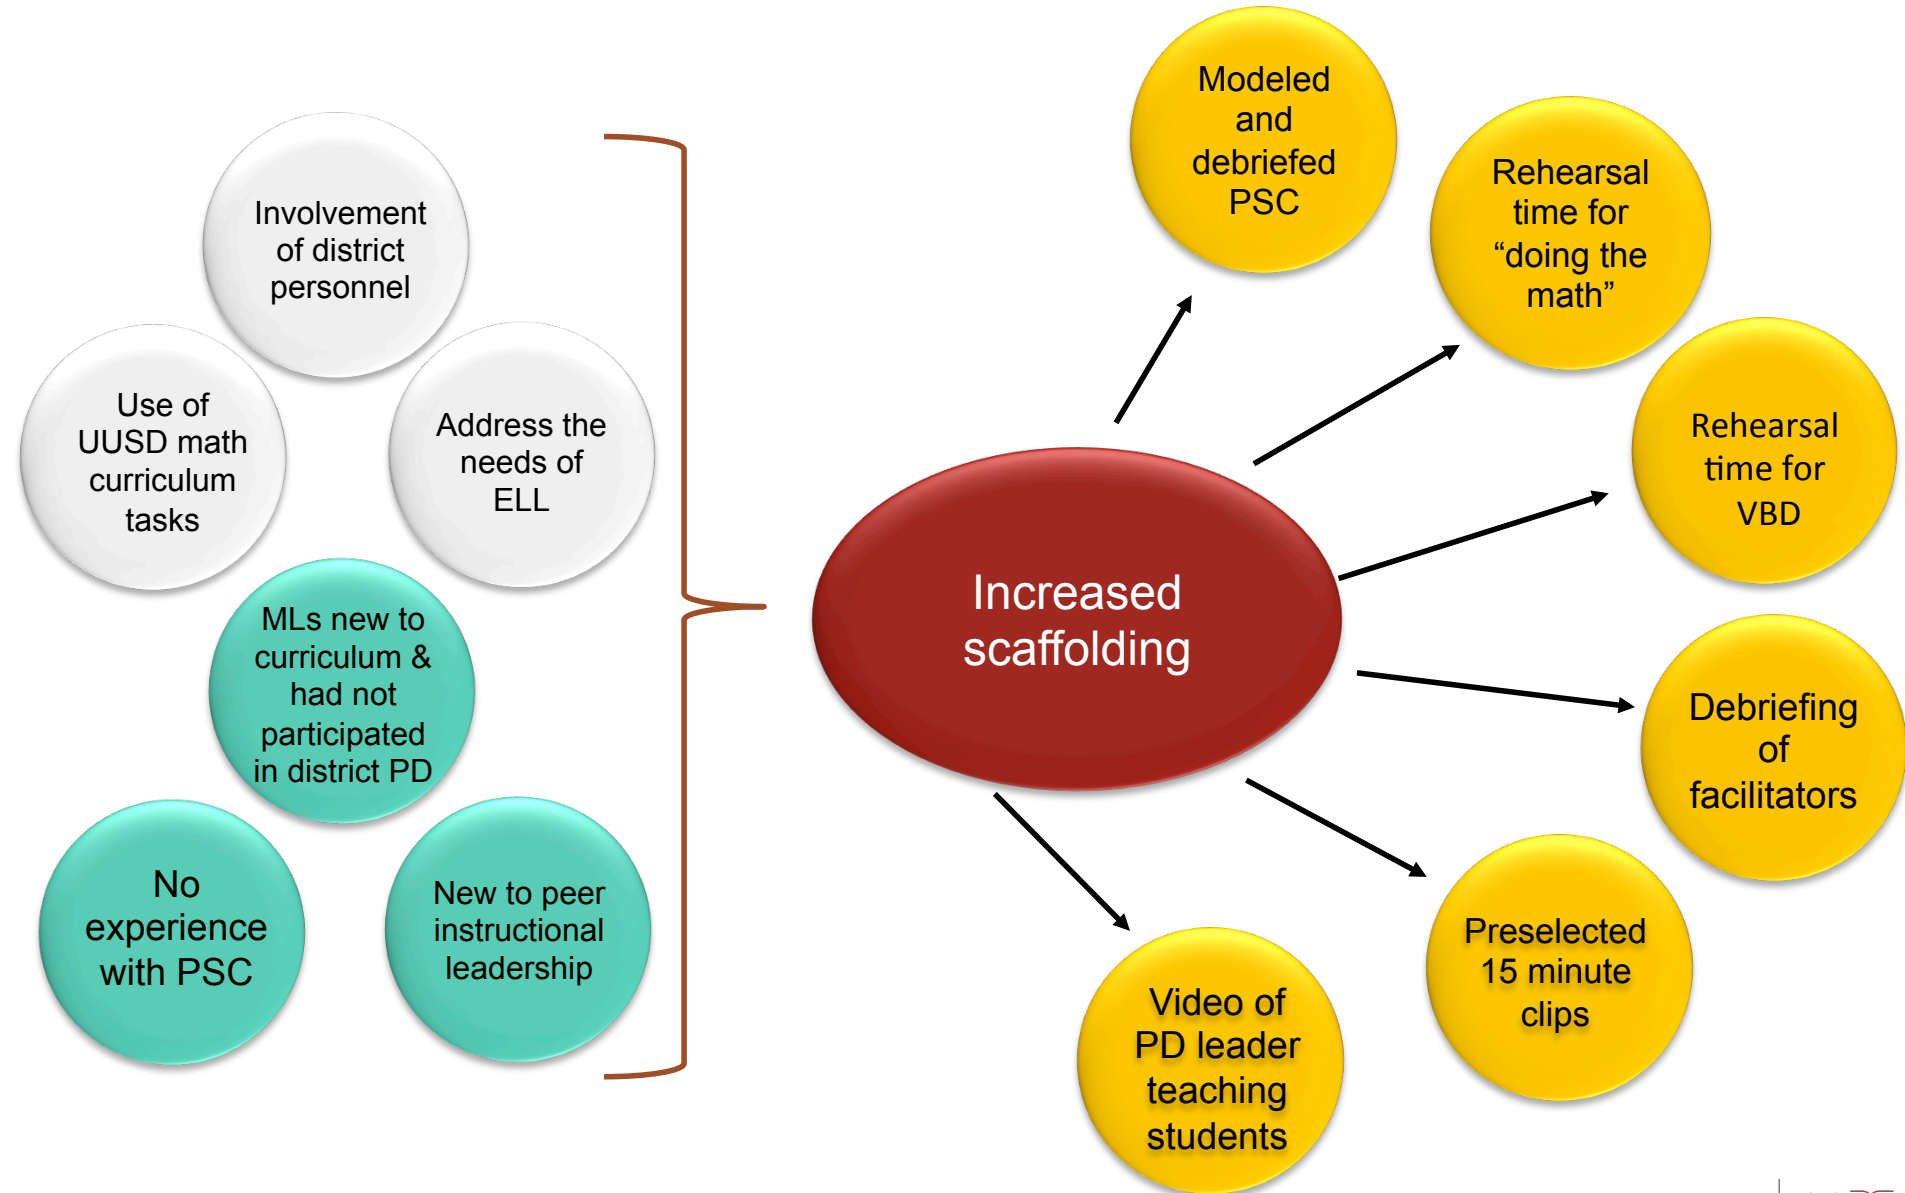 Involvement
of district
personnel
Use of
UUSD math
curriculum
tasks
Address the
needs of
ELL
MLs new to
curriculum &
had not
participated
in district PD
No
experience
with PSC
New to peer
instructional
leadership
Increased
scaffolding
Modeled
and
debriefed
PSC
Rehearsal
time for
“doing the
math”
Rehearsal
time for
VBD
Debriefing
of
facilitators
Preselected
15 minute
clips
Video of
PD leader
teaching
students